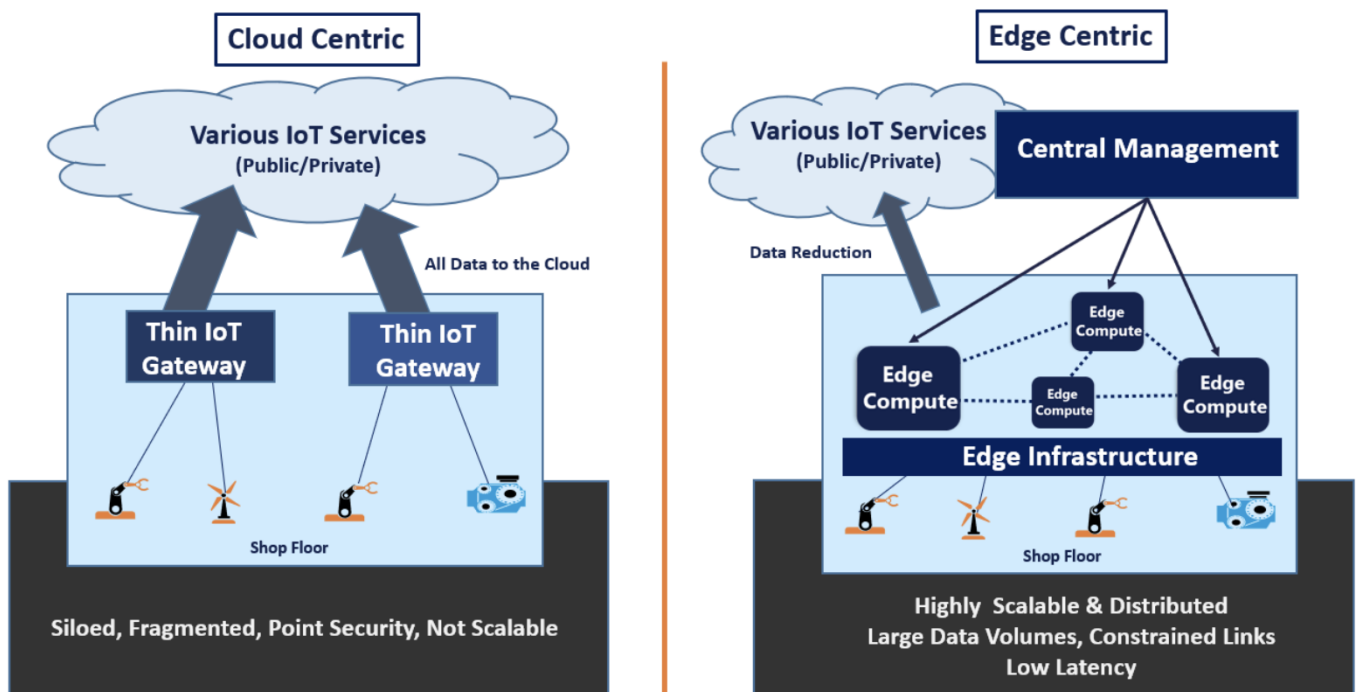 Cloud Centric
Various IoT Services
(Public/Private)
All Data to the Cloud
Thin IoT
Gateway
Thin IoT
Gateway
Shop Floor
Siloed, Fragmented, Point Security, Not Scalable
Edge Centric
Various IoT Services
(Public/Private)
Central Management
Data Reduction
Edge
Compute
Edge
Compute
Edge
Compute
Edge
Compute
Edge Infrastructure
Shop Floor
Highly Scalable & Distributed
Large Data Volumes, Constrained Links
Low Latency